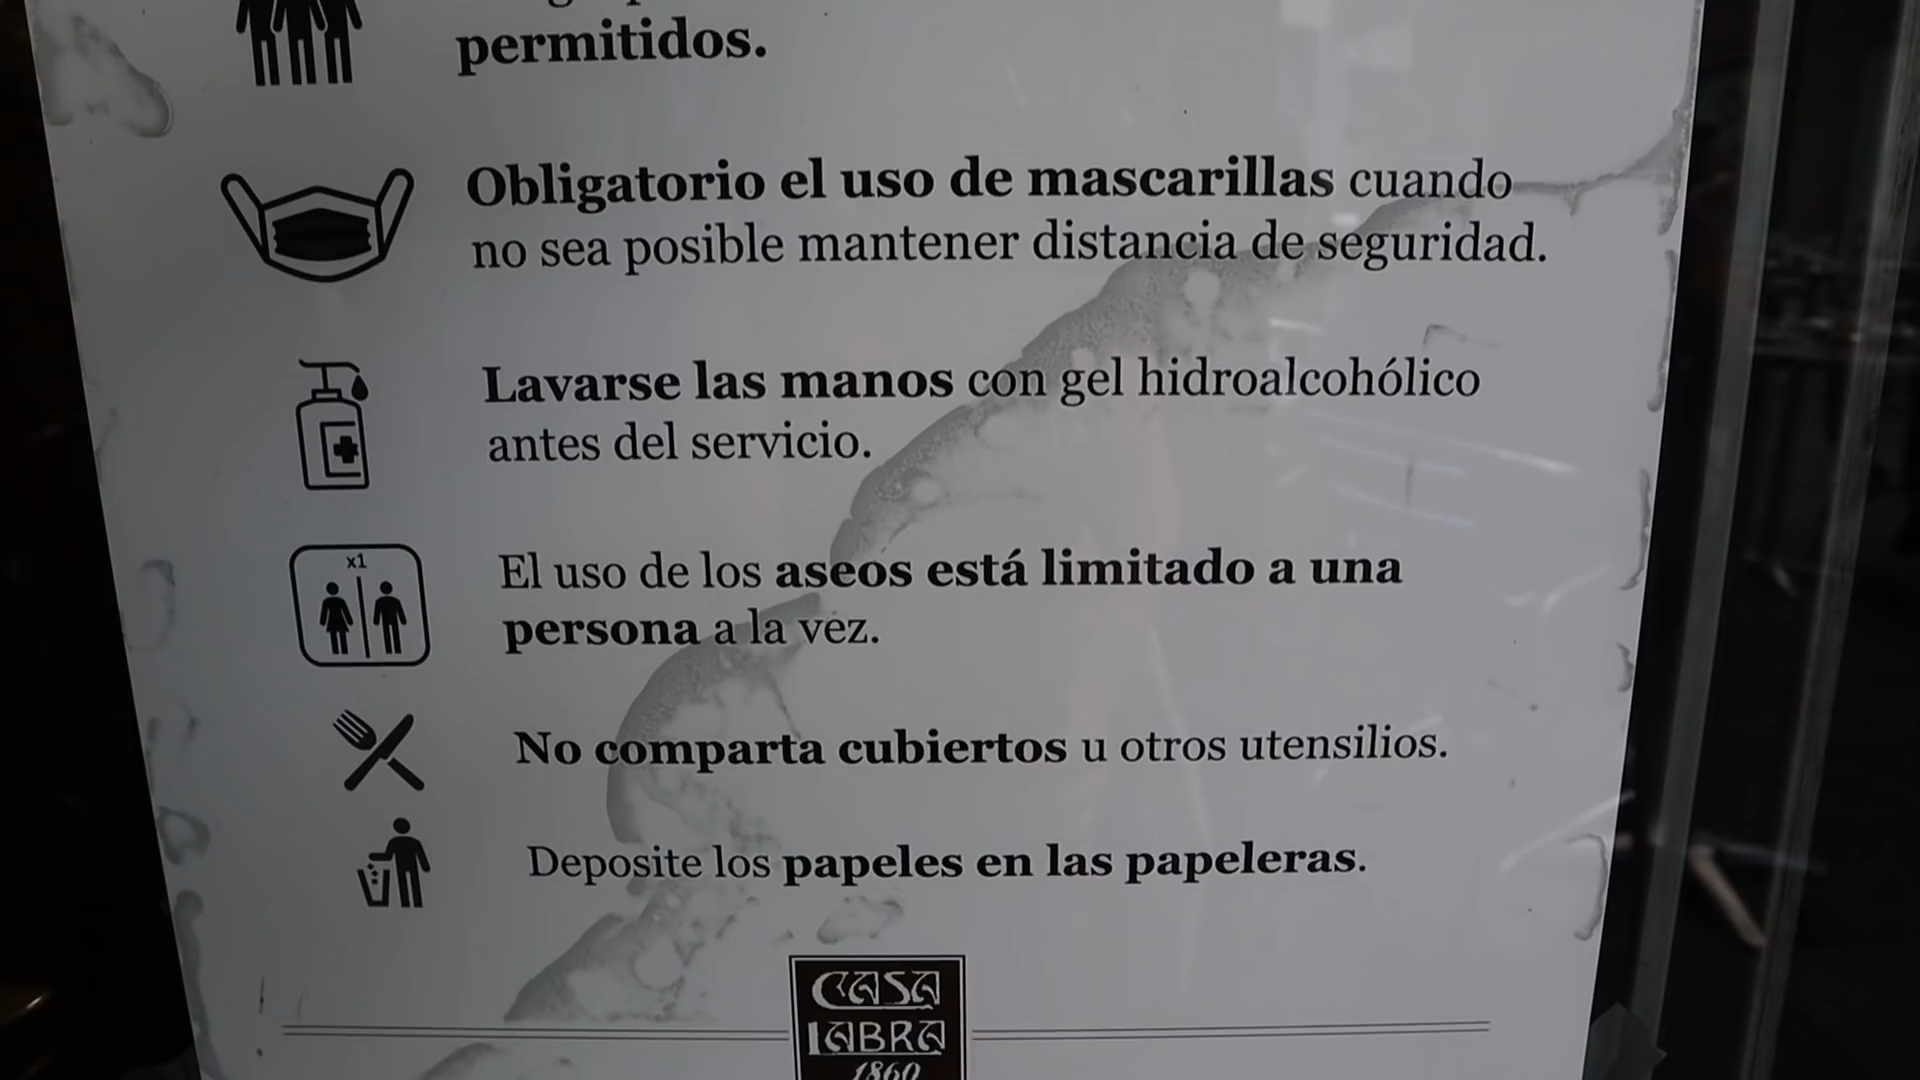 permitidos.
Obligatorio el uso de mascarillas cuando
no sea posible mantener distancia de seguridad.
Lavarse las manos con gel hidroalcohólico
antes del servicio.
x1
El uso de los aseos está limitado a una
persona a la vez.
No comparta cubiertos u otros utensilios.
Deposite los papeles en las papeleras.
CASA
LABRA
1860